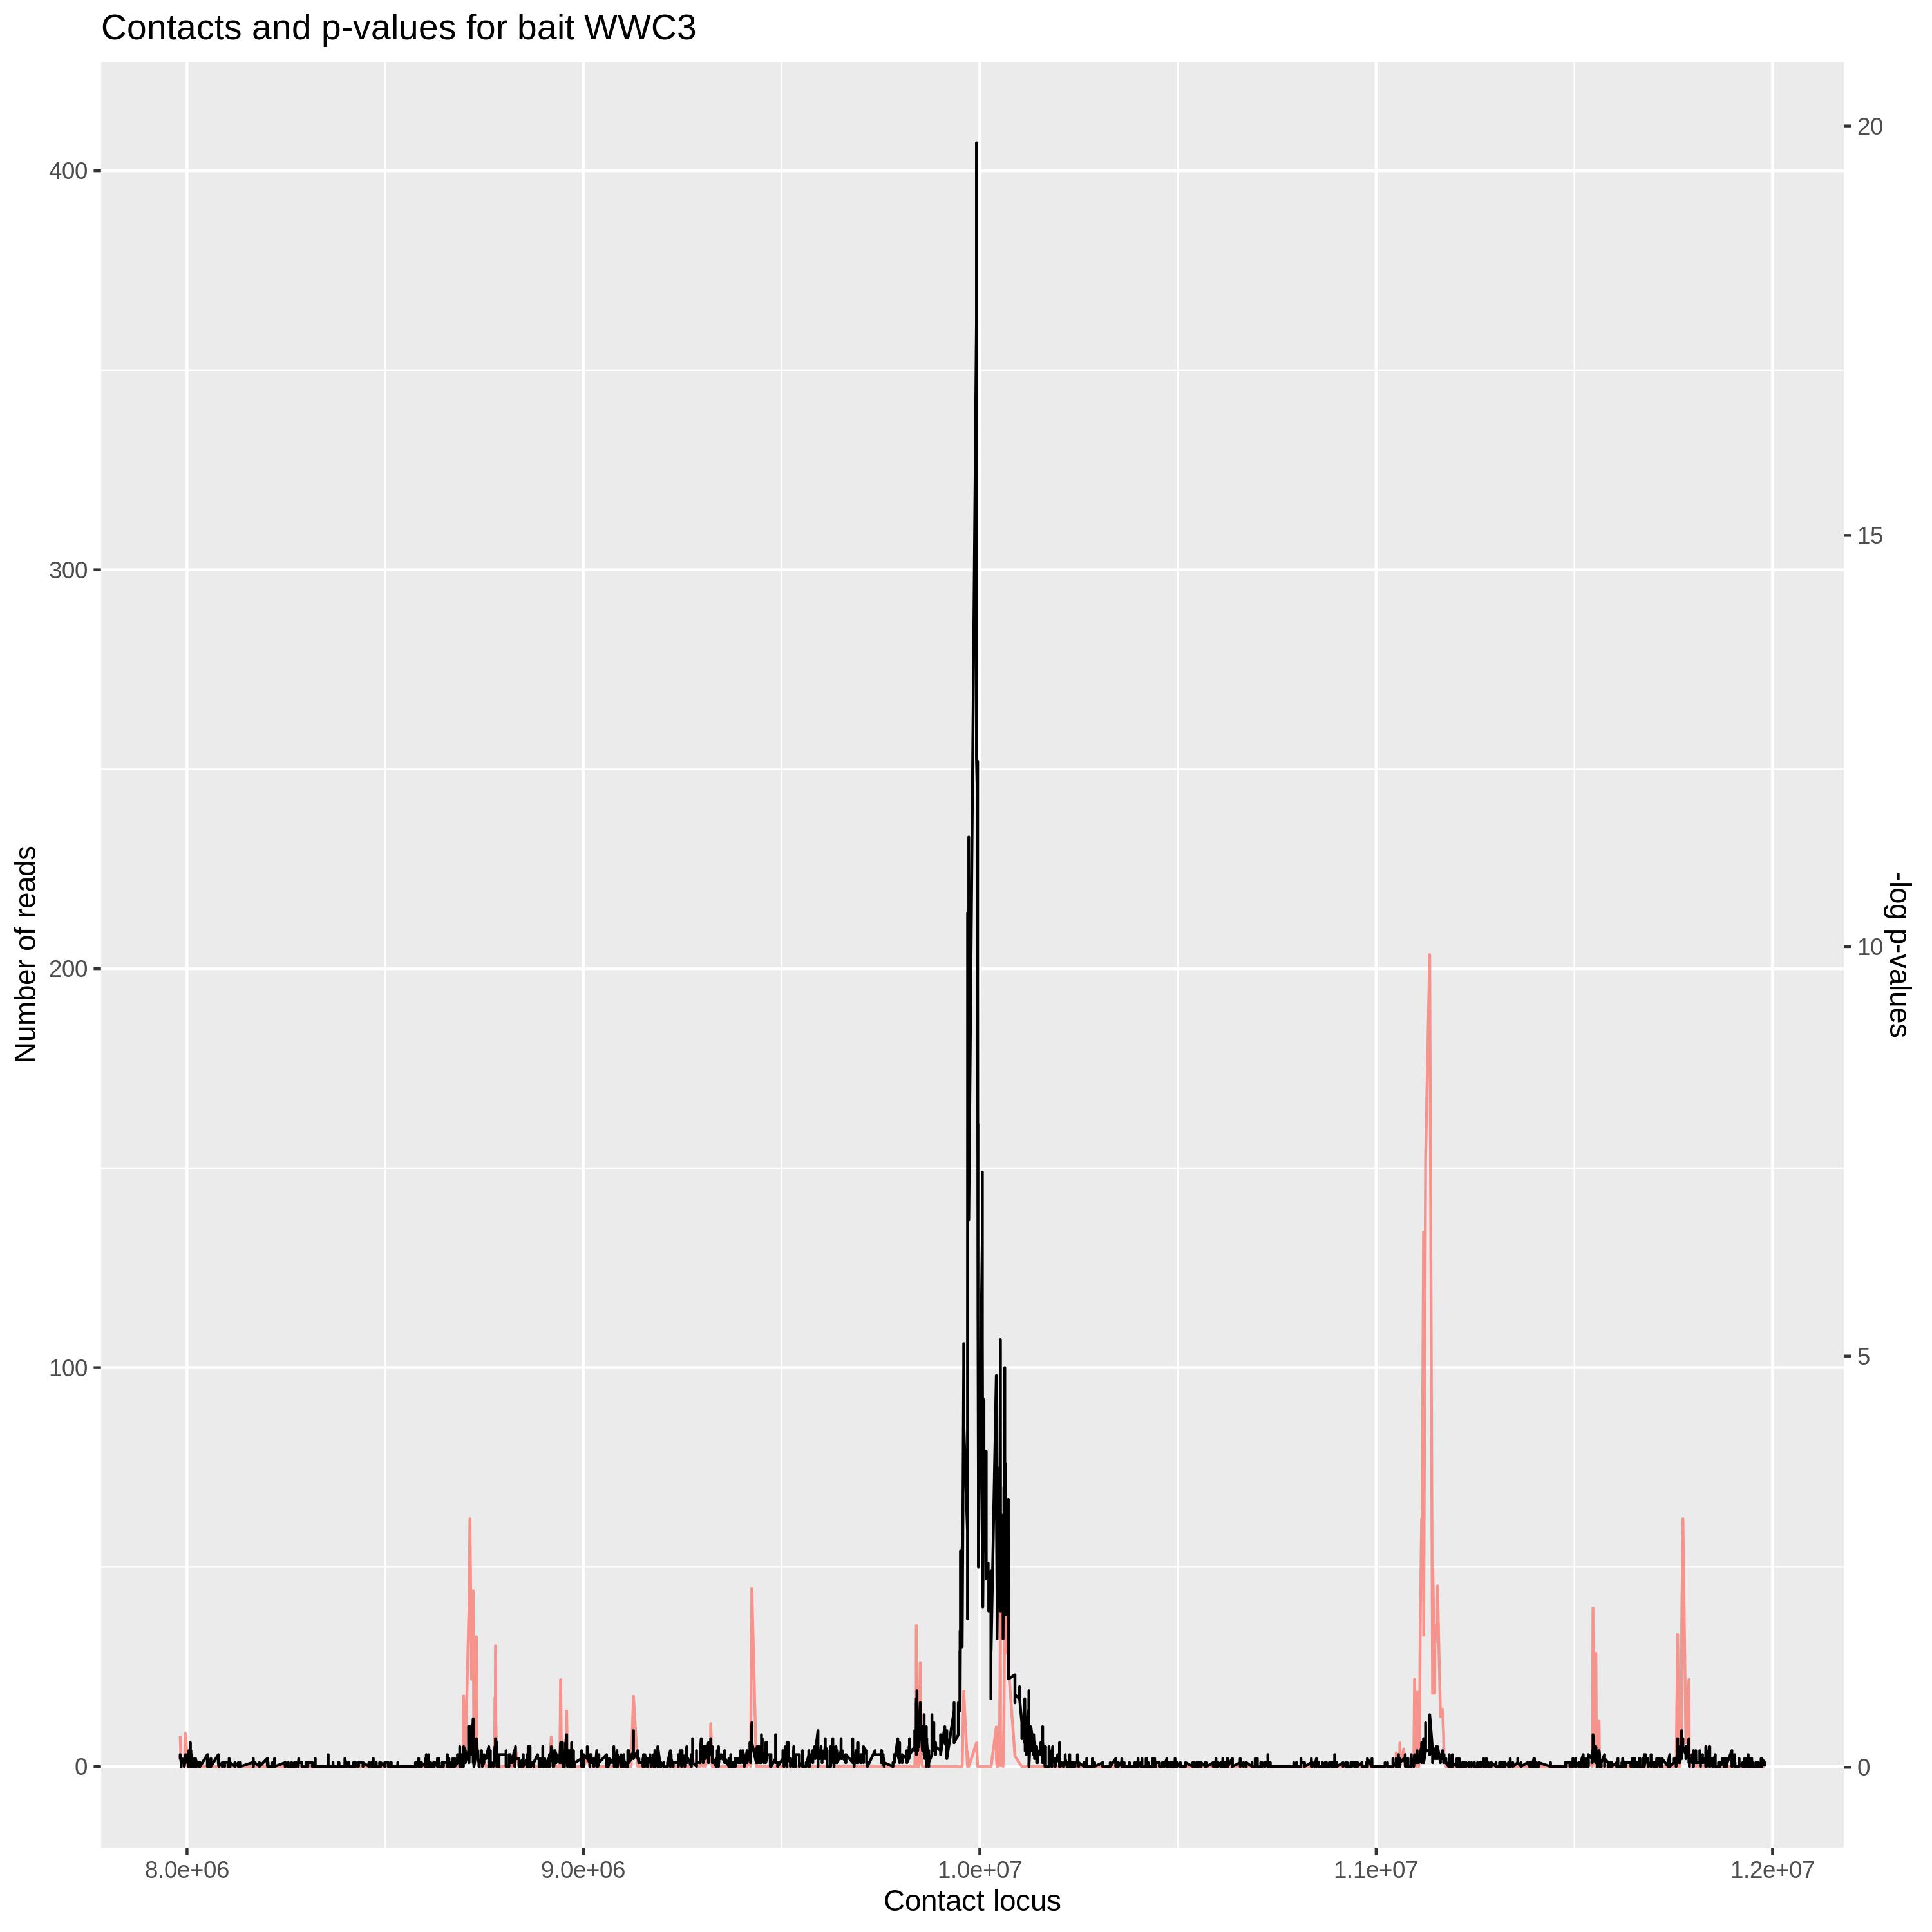 Contacts and p-values for bait WWC3
400
300
200
100
0
Number of reads
20
15
10
5
0
-log p-values
8.0e+06
9.0e+06
1.0e+07
1.1e+07
1.2e+07
Contact locus